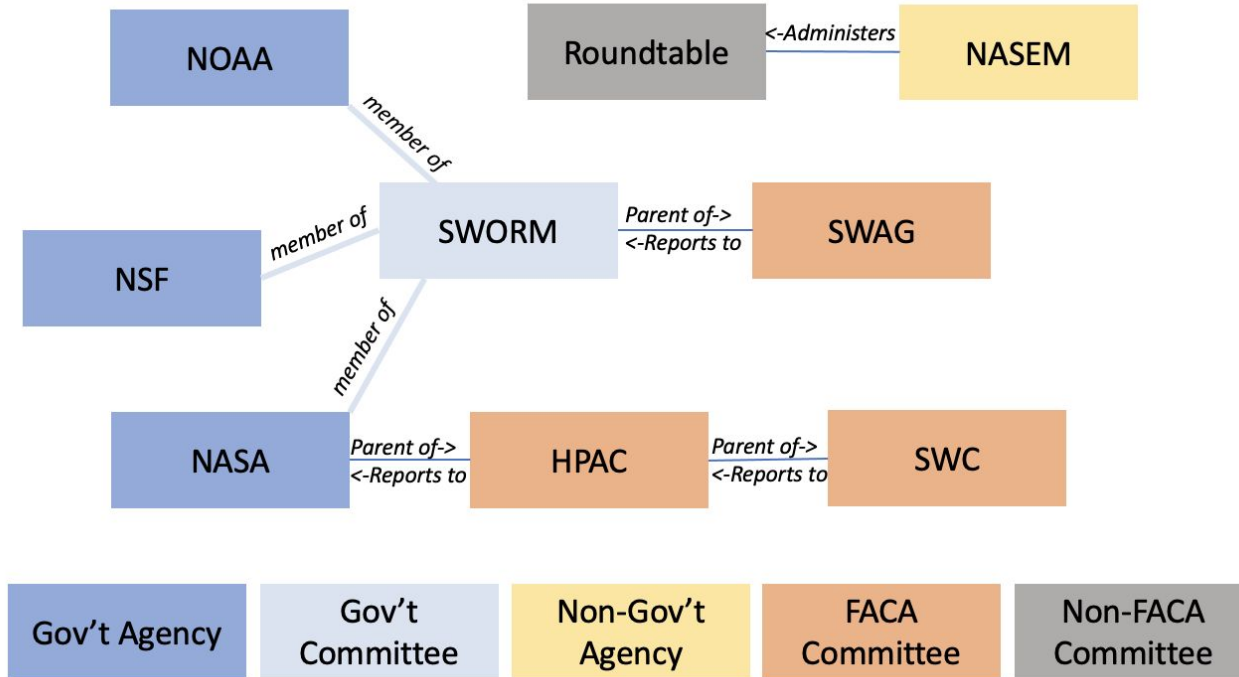 NOAA
Roundtable
<-Administers
NASEM
member of
SWORM
Parent of->
<-Reports to
SWAG
member of
NSF
member of
NASA
Parent of->
<-Reports to
HPAC
Parent of->
<-Reports to
SWC
Gov't Agency
Gov't
Committee
Non-Gov't
Agency
FACA
Committee
Non-FACA
Committee